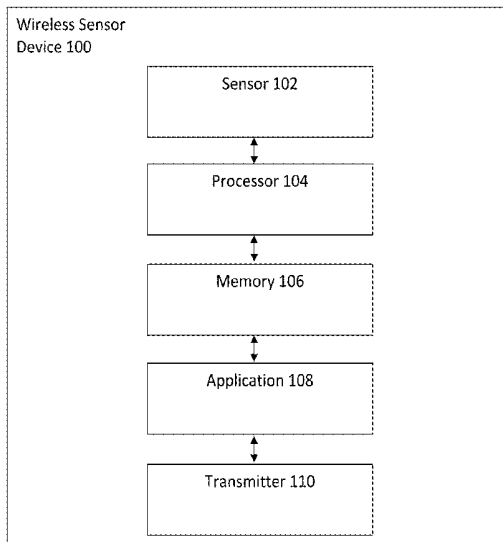 Wireless Sensor
Device 100
Sensor 102
Processor 104
Memory 106
Application 108
Transmitter 110